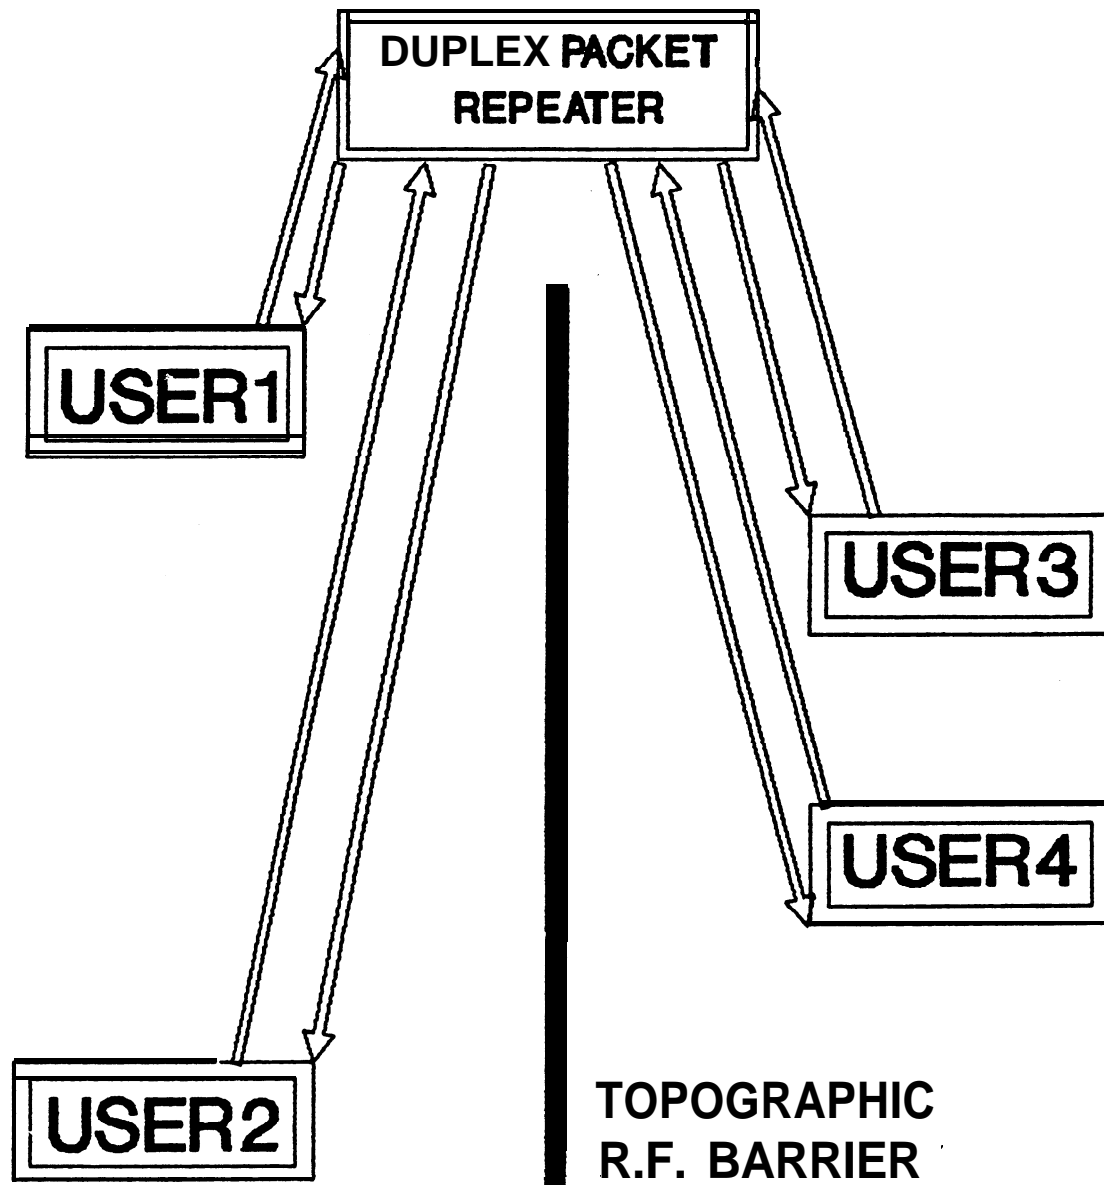 DUPLEX PACKET
REPEATER
USER1
USER3
USER4
USER2
TOPOGRAPHIC
R.F. BARRIER